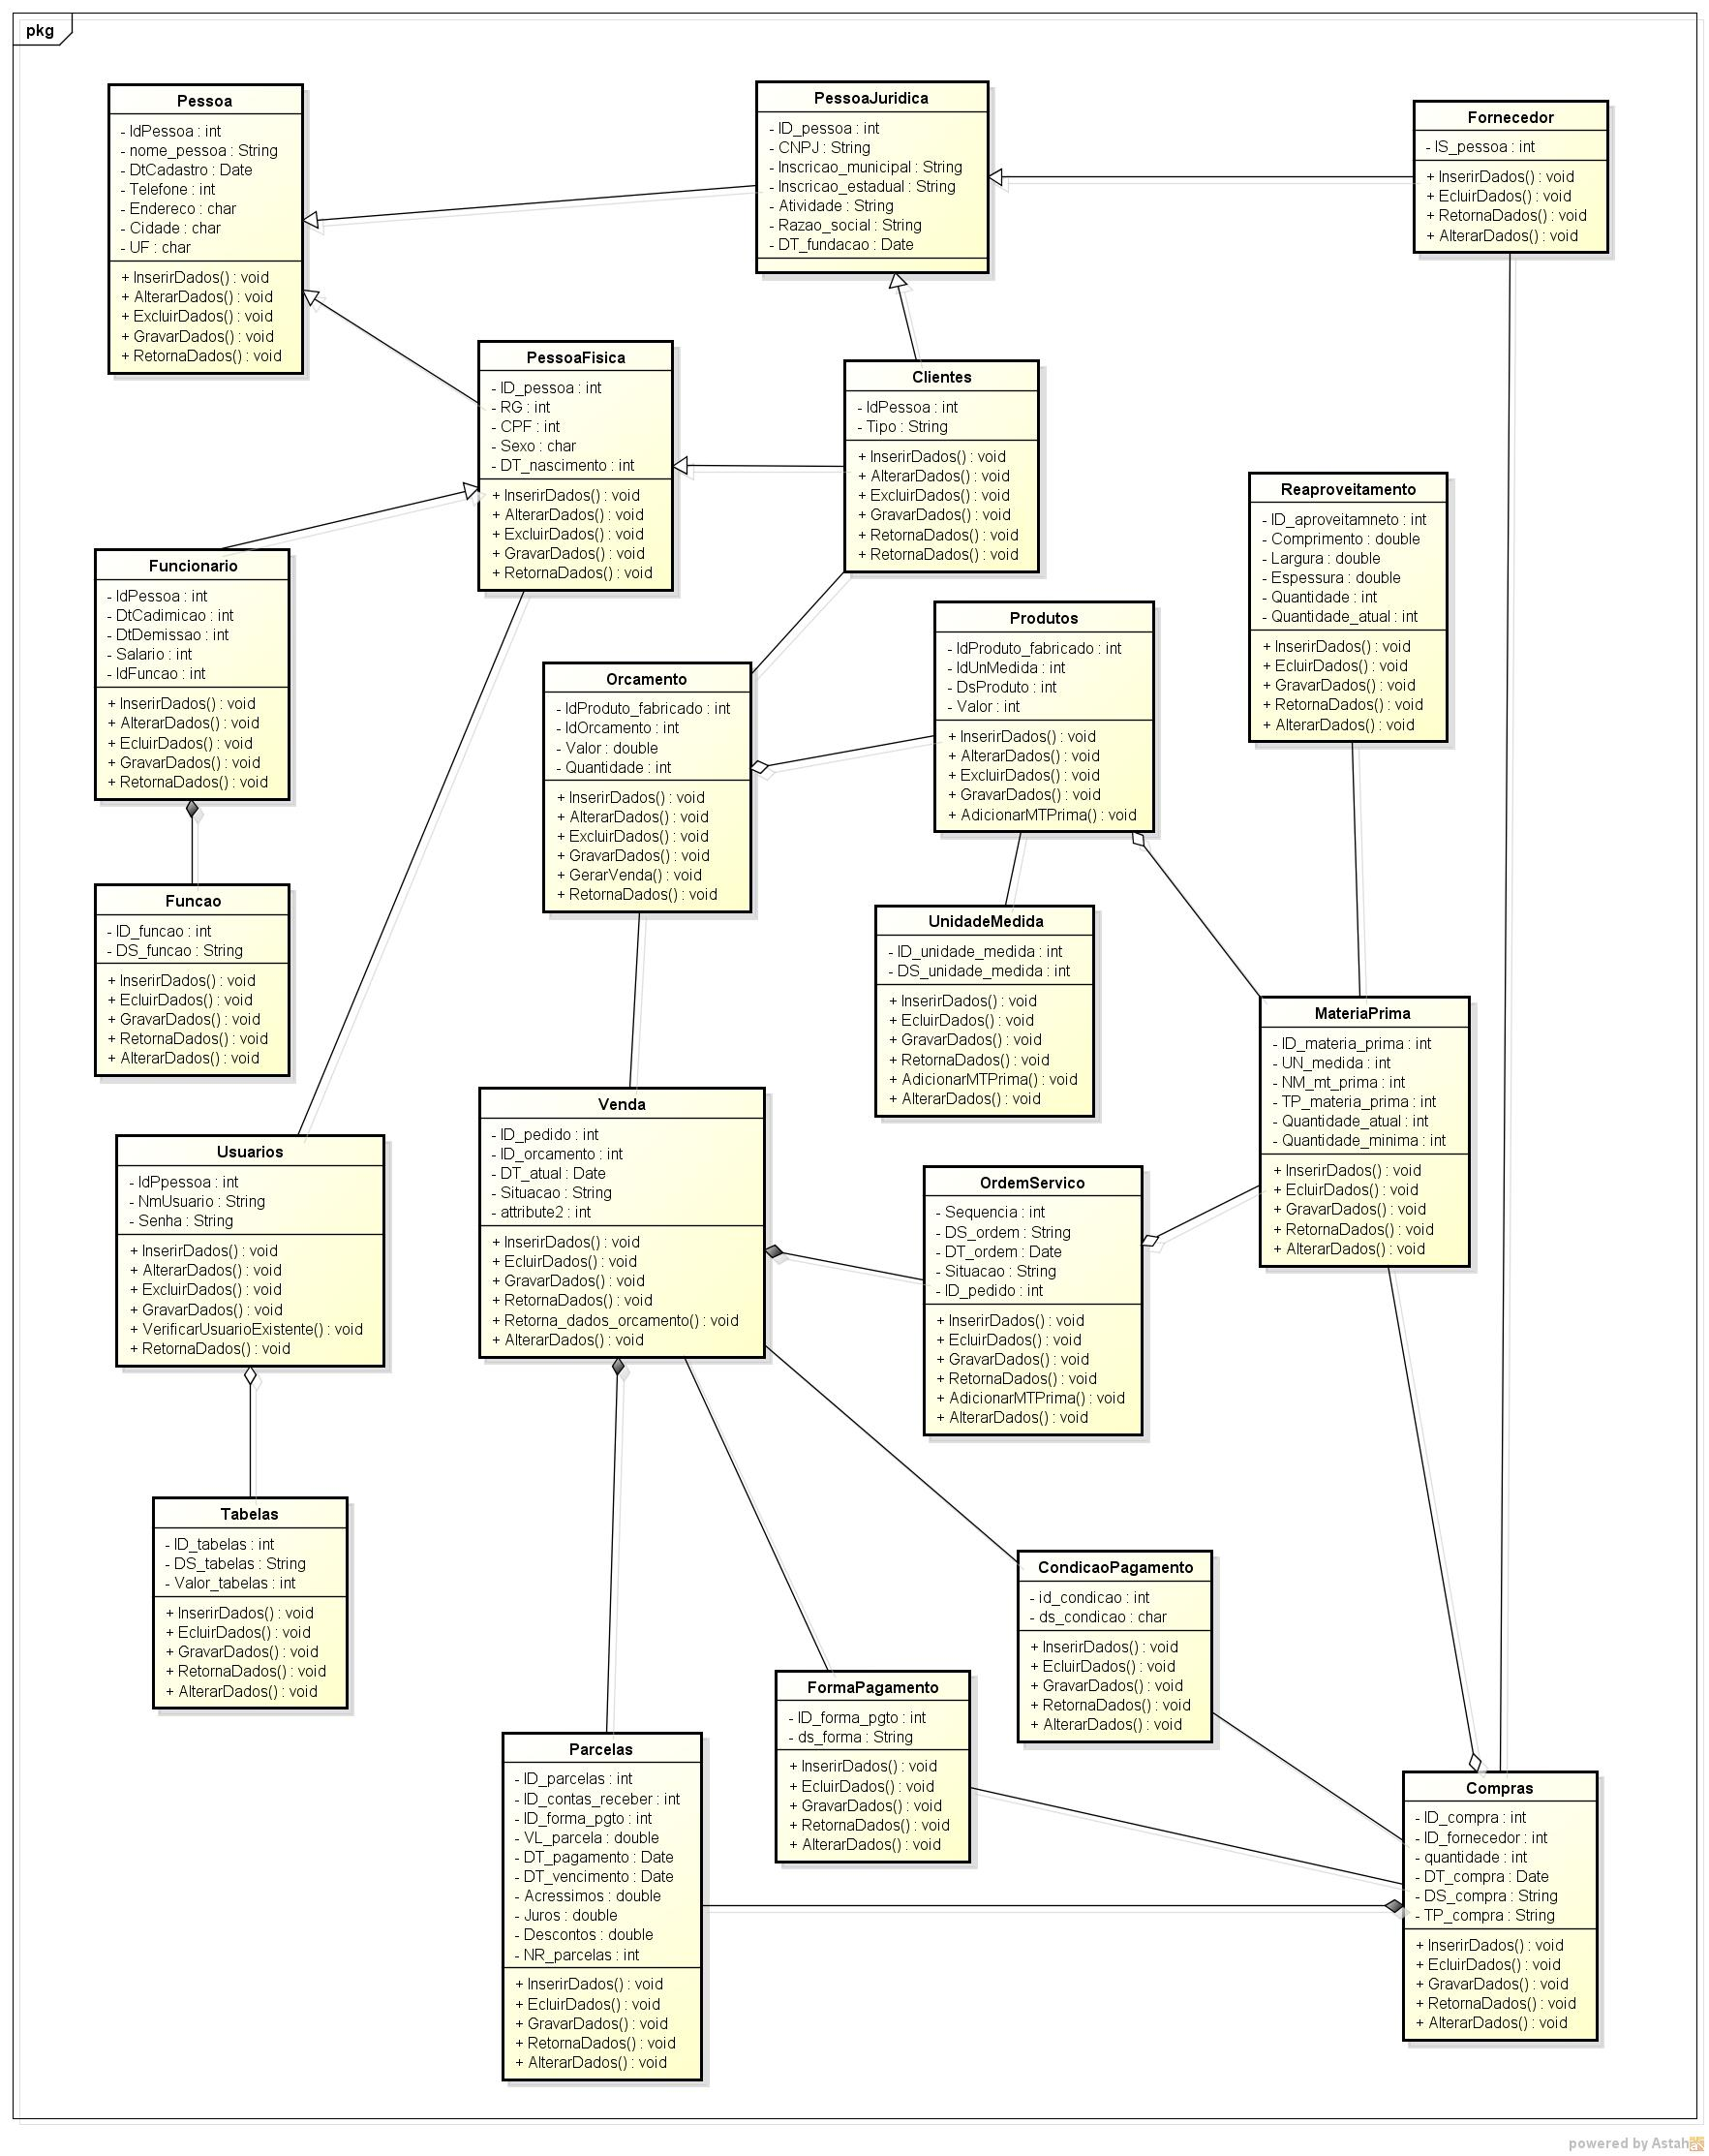 pkg
Pessoa
- IdPessoa : int
- nome_pessoa : String
- DtCadastro : Date
- Telefone : int
- Endereco : char
- Cidade : char
- UF : char
+ InserirDados() : void
+ AlterarDados() : void
+ ExcluirDados() : void
+ GravarDados() : void
+ RetornaDados() : void
PessoaJuridica
- ID_pessoa : int
- CNPJ : String
- Inscricao_municipal : String
- Inscricao_estadual : String
- Atividade : String
- Razao_social : String
- DT_fundacao : Date
Fornecedor
- IS_pessoa : int
+ InserirDados() : void
+ EcluirDados() : void
+ RetornaDados() : void
+ AlterarDados() : void
PessoaFisica
- ID_pessoa : int
- RG : int
- CPF : int
- Sexo : char
- DT_nascimento : int
+ InserirDados() : void
+ AlterarDados() : void
+ ExcluirDados() : void
+ GravarDados() : void
+ RetornaDados() : void
Clientes
- IdPessoa : int
- Tipo : String
+ InserirDados() : void
+ AlterarDados() : void
+ ExcluirDados() : void
+ GravarDados() : void
+ RetornaDados() : void
+ RetornaDados() : void
Reaproveitamento
- ID_aproveitamneto : int
- Comprimento : double
- Largura : double
- Espessura : double
- Quantidade : int
- Quantidade_atual : int
+ InserirDados() : void
+ EcluirDados() : void
+ GravarDados() : void
+ RetornaDados() : void
+ AlterarDados() : void
Funcionario
- IdPessoa : int
- DtCadimicao : int
- DtDemissao : int
- Salario : int
- IdFuncao : int
+ InserirDados() : void
+ AlterarDados() : void
+ EcluirDados() : void
+ GravarDados() : void
+ RetornaDados() : void
Orcamento
- IdProduto_fabricado : int
- IdOrcamento : int
- Valor : double
- Quantidade : int
+ InserirDados() : void
+ AlterarDados() : void
+ ExcluirDados() : void
+ GravarDados() : void
+ GerarVenda() : void
+ RetornaDados() : void
Produtos
- IdProduto_fabricado : int
- IdUnMedida : int
- DsProduto : int
- Valor : int
+ InserirDados() : void
+ AlterarDados() : void
+ ExcluirDados() : void
+ GravarDados() : void
+ AdicionarMTPrima() : void
Funcao
- ID_funcao : int
- DS_funcao : String
+ InserirDados() : void
+ EcluirDados() : void
+ GravarDados() : void
+ RetornaDados() : void
+ AlterarDados() : void
UnidadeMedida
- ID_unidade_medida : int
- DS_unidade_medida : int
+ InserirDados() : void
+ EcluirDados() : void
+ GravarDados() : void
+ RetornaDados() : void
+ AdicionarMTPrima() : void
+ AlterarDados() : void
MateriaPrima
- ID_materia_prima : int
- UN_medida : int
- NM_mt_prima : int
- TP_materia_prima : int
- Quantidade_atual : int
- Quantidade_minima : int
+ InserirDados() : void
+ EcluirDados() : void
+ GravarDados() : void
+ RetornaDados() : void
+ AlterarDados() : void
Usuarios
- IdPpessoa : int
- NmUsuario : String
- Senha : String
+ InserirDados() : void
+ AlterarDados() : void
+ ExcluirDados() : void
+ GravarDados() : void
+ VerificarUsuarioExistente() : void
+ RetornaDados() : void
Venda
- ID_pedido : int
- ID_orcamento : int
- DT_atual : Date
- Situacao : String
- attribute2 : int
+ InserirDados() : void
+ EcluirDados() : void
+ GravarDados() : void
+ RetornaDados() : void
+ Retorna_dados_orcamento() : void
+ AlterarDados() : void
OrdemServico
- Sequencia : int
- DS_ordem : String
- DT_ordem : Date
- Situacao : String
- ID_pedido : int
+ InserirDados() : void
+ EcluirDados() : void
+ GravarDados() : void
+ RetornaDados() : void
+ AdicionarMTPrima() : void
+ AlterarDados() : void
Tabelas
- ID_tabelas : int
- DS_tabelas : String
- Valor_tabelas : int
+ InserirDados() : void
+ EcluirDados() : void
+ GravarDados() : void
+ RetornaDados() : void
+ AlterarDados() : void
CondicaoPagamento
- id_condicao : int
- ds_condicao : char
+ InserirDados() : void
+ EcluirDados() : void
+ GravarDados() : void
+ RetornaDados() : void
+ AlterarDados() : void
FormaPagamento
- ID_forma_pgto : int
- ds_forma : String
+ InserirDados() : void
+ EcluirDados() : void
+ GravarDados() : void
+ RetornaDados() : void
+ AlterarDados() : void
Parcelas
- ID_parcelas : int
- ID_contas_receber : int
- ID_forma_pgto : int
- VL_parcela : double
- DT_pagamento : Date
- DT_vencimento : Date
- Acressimos : double
- Juros : double
- Descontos : double
- NR_parcelas : int
+ InserirDados() : void
+ EcluirDados() : void
+ GravarDados() : void
+ RetornaDados() : void
+ AlterarDados() : void
Compras
- ID_compra : int
- ID_fornecedor : int
- quantidade : int
- DT_compra : Date
- DS_compra : String
- TP_compra : String
+ InserirDados() : void
+ EcluirDados() : void
+ GravarDados() : void
+ RetornaDados() : void
+ AlterarDados() : void
powered by Astah